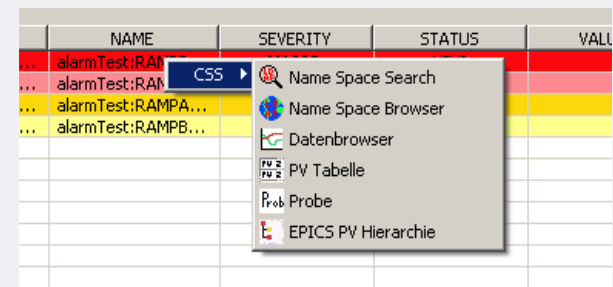 NAME SEVERITY STATUS VALU
... alarmTest:RAMP
... alarmTest:RAM
CSS
... alarmTest:RAMPA...
... alarmTest:RAMPB...
Name Space Search
Name Space Browser
Datenbrowser
PV Tabelle
Probe
EPICS PV Hierarchie